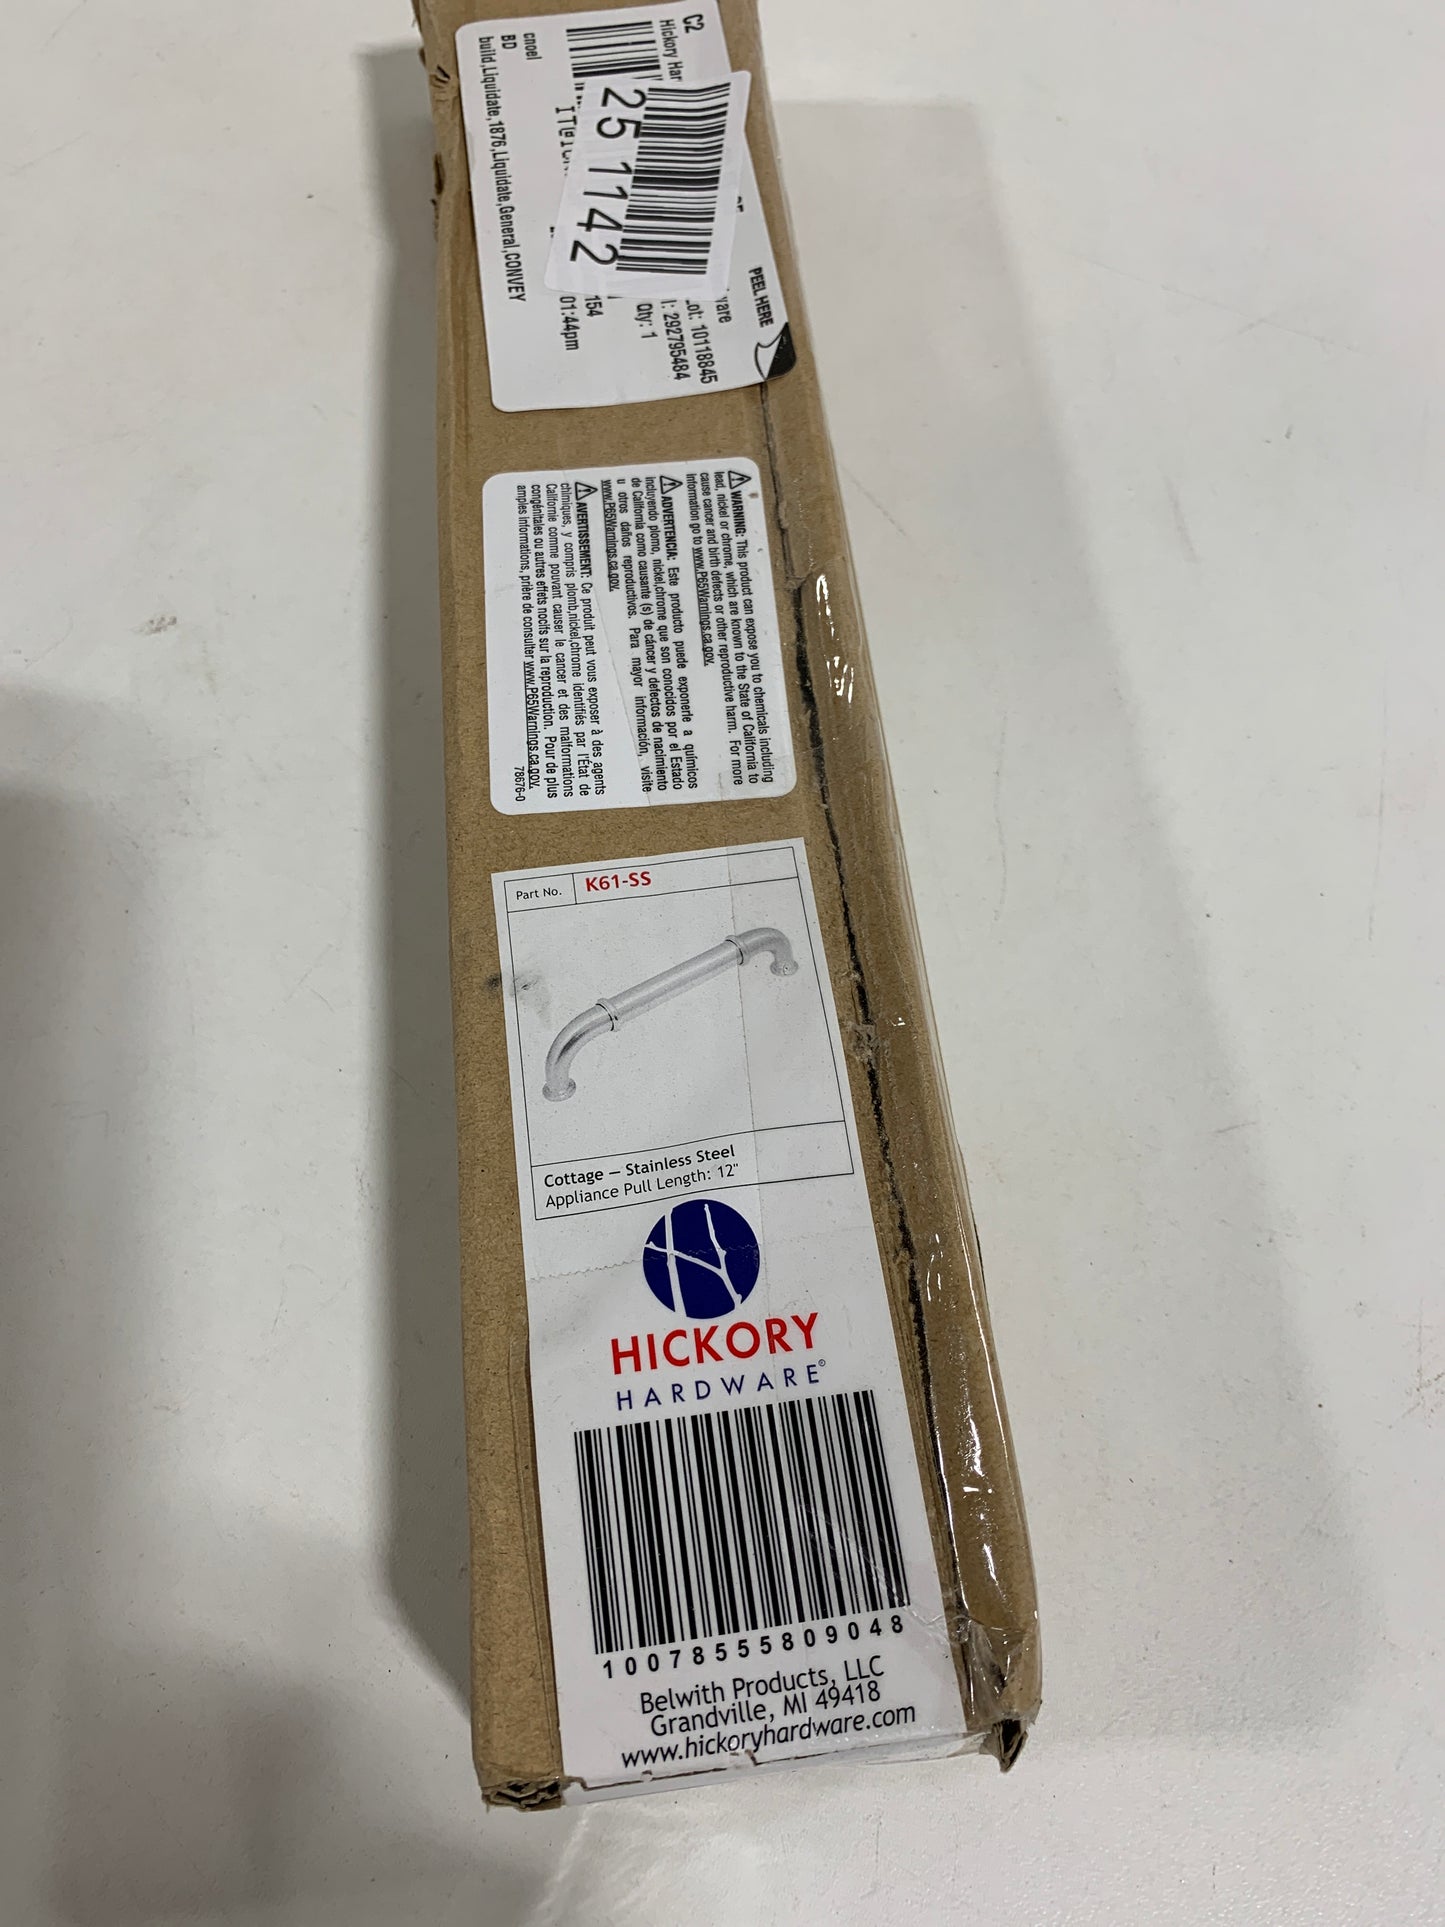 C2
Hickory
25 1142
PEEL HERE
Lot: 10118845
292795484
Qty: 1
154
01:44pm
cnoel
BD
build,Liquidate,1876,Liquidate,General,CONVEY
WARNING: This product can expose you to chemicals including
lead, nickel or chrome, which are known to the State of California to
cause cancer and birth defects or other reproductive harm. For more
information go to www.P65Warnings.ca.gov.
ADVERTENCIA: Este producto puede exponerle a químicos
incluyendo plomo, nickel,chrome que son conocidos por el Estado
de California como causante (s) de cáncer y defectos de nacimiento
u otros daños reproductivos. Para mayor información, visite
www.P65Warnings.ca.gov.
AVERTISSEMENT: Ce produit peut vous exposer à des agents
chimiques, y compris plomb,nickel,chrome identifiés par l'État de
Californie comme pouvant causer le cancer et des malformations
congénitales ou autres effets nocifs sur la reproduction. Pour de plus
amples informations, prière de consulter www.P65Warnings.ca.gov.
78676-0
Part No. K61-SS
Cottage – Stainless Steel
Appliance Pull Length: 12"
HICKORY
HARDWARE®
10078555809048
Belwith Products, LLC
Grandville, MI 49418
www.hickoryhardware.com